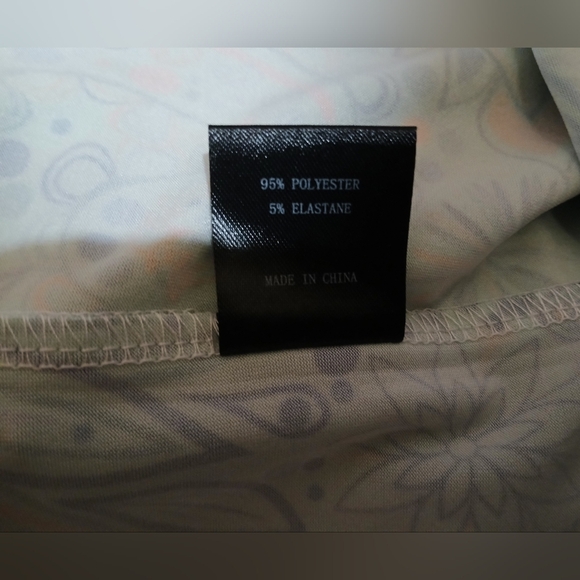 95% POLYESTER
5% ELASTANE
MADE IN CHINA